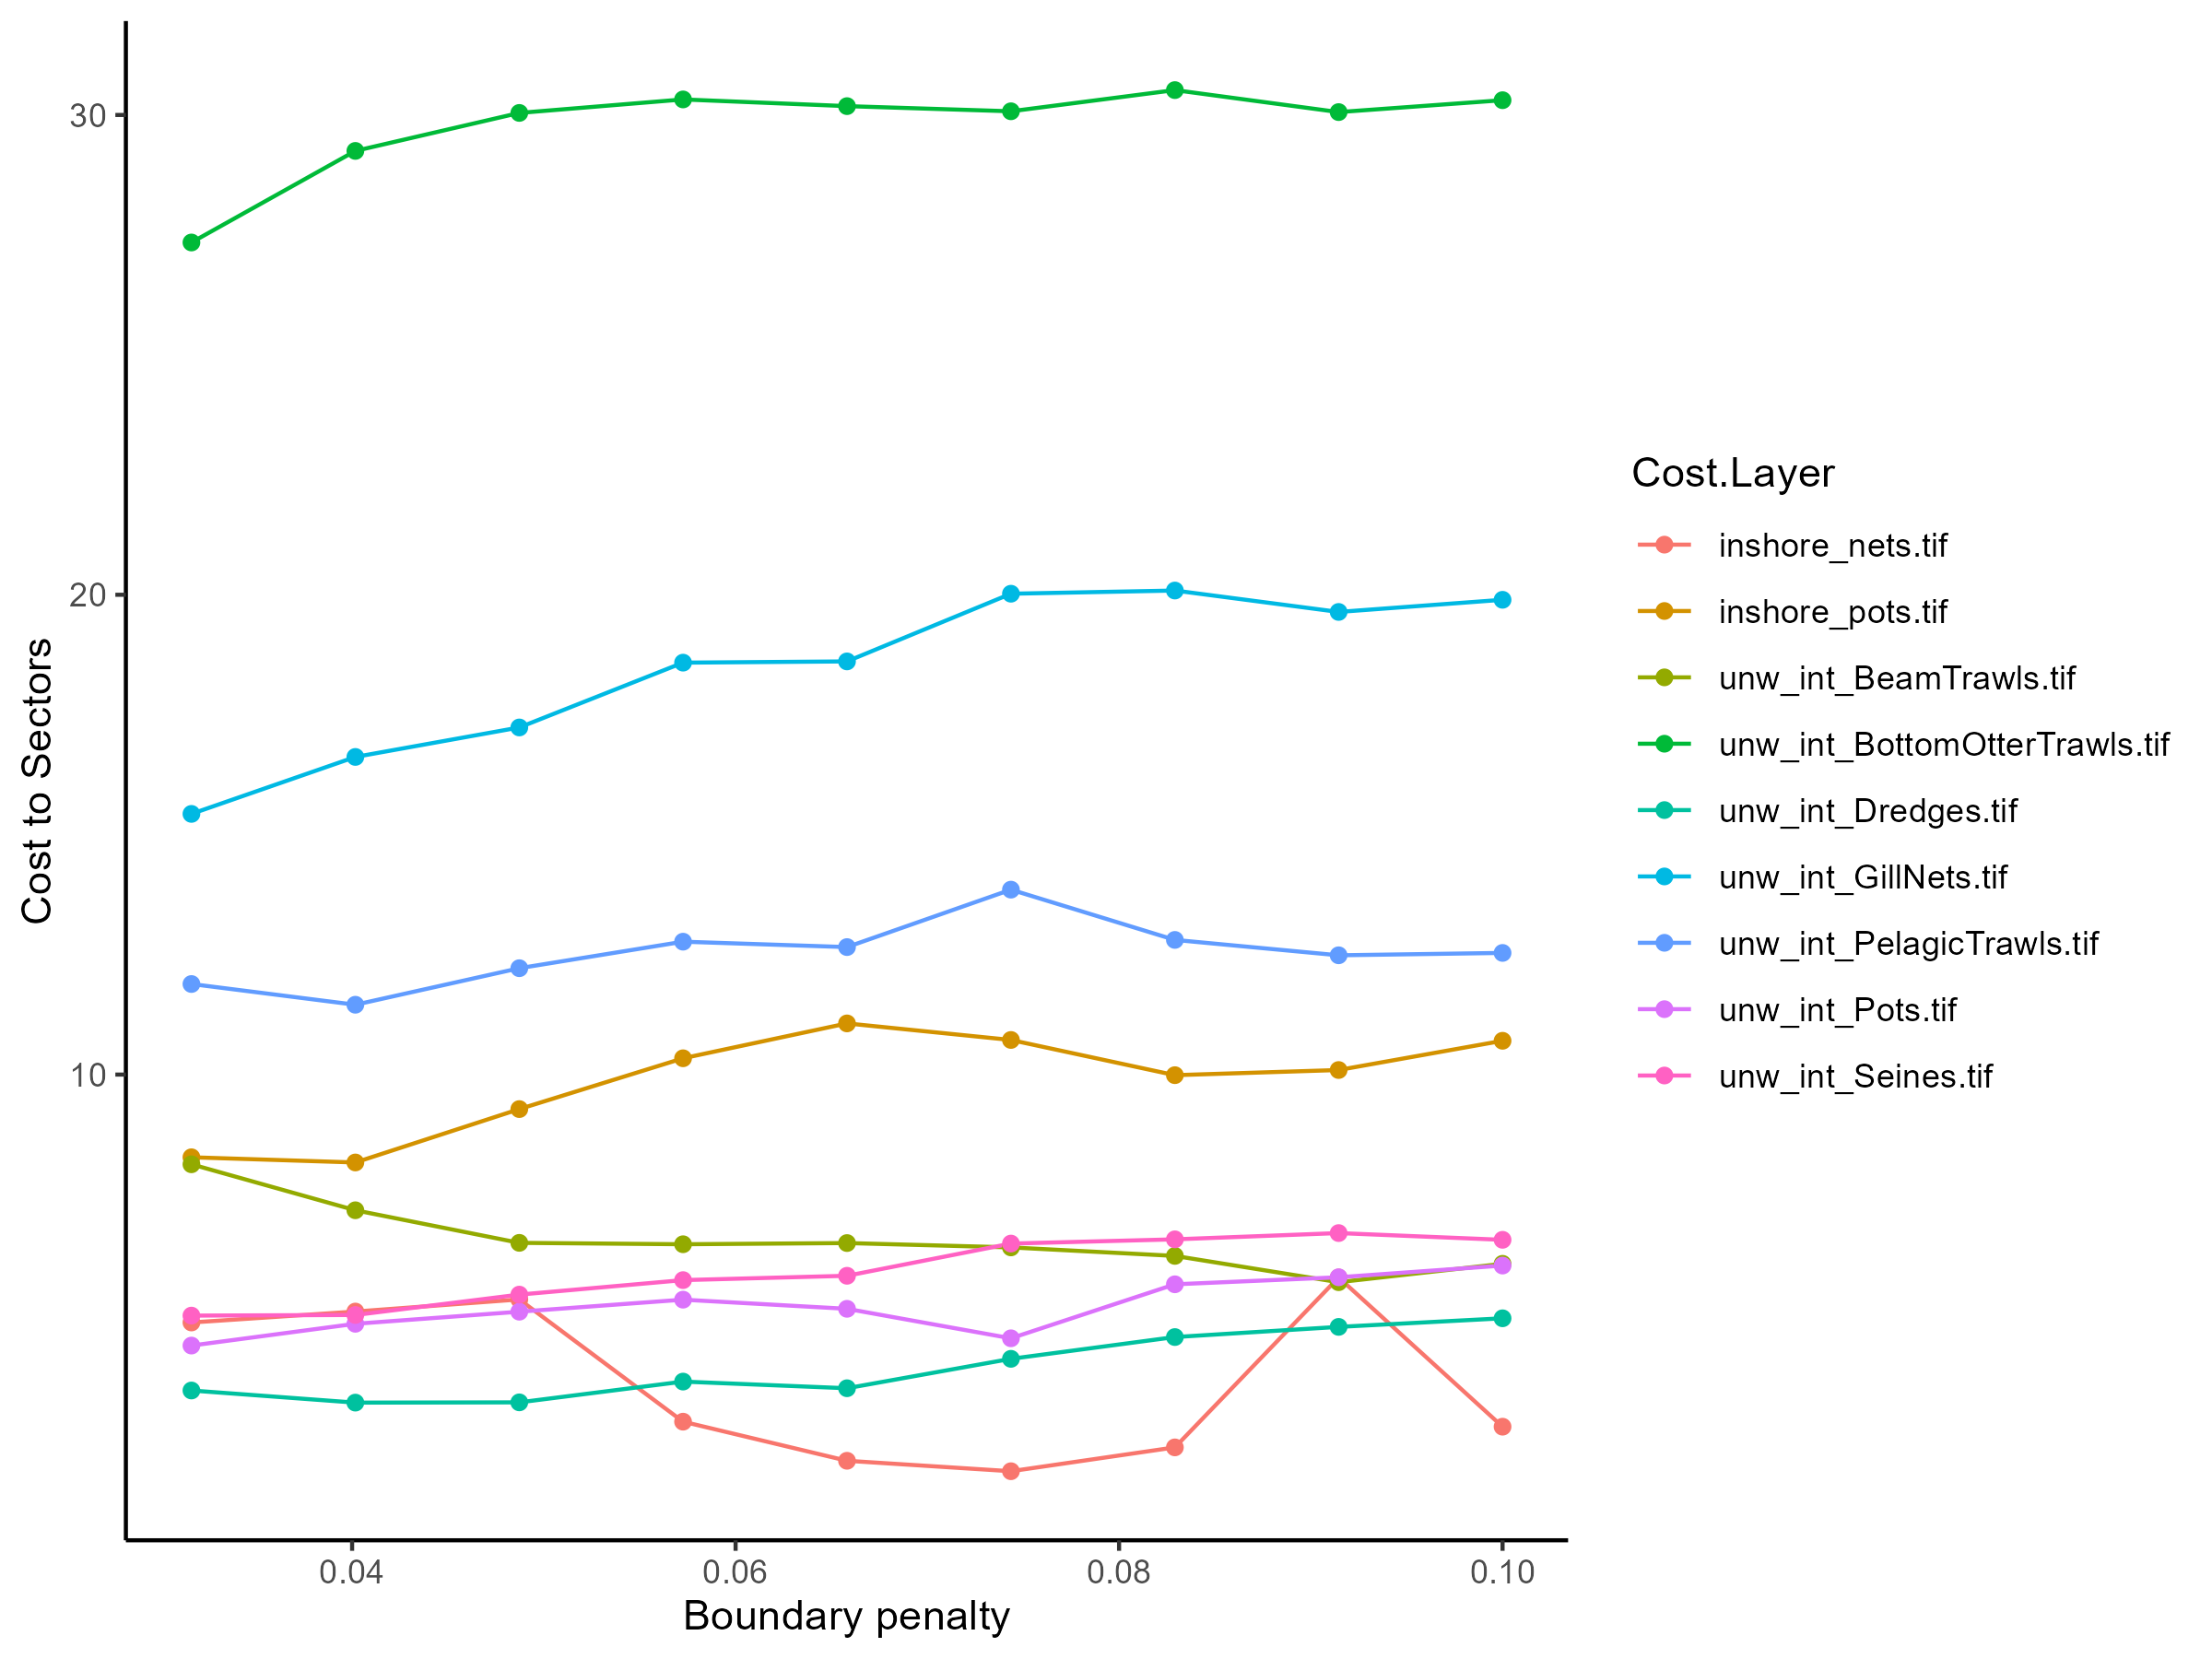 30
20
10
Cost to Sectors
0.04
0.06
0.08
0.10
Boundary penalty
Cost.Layer
inshore_nets.tif
inshore_pots.tif
unw_int_BeamTrawls.tif
unw_int_BottomOtterTrawls.tif
unw_int_Dredges.tif
unw_int_GillNets.tif
unw_int_PelagicTrawls.tif
unw_int_Pots.tif
unw_int_Seines.tif